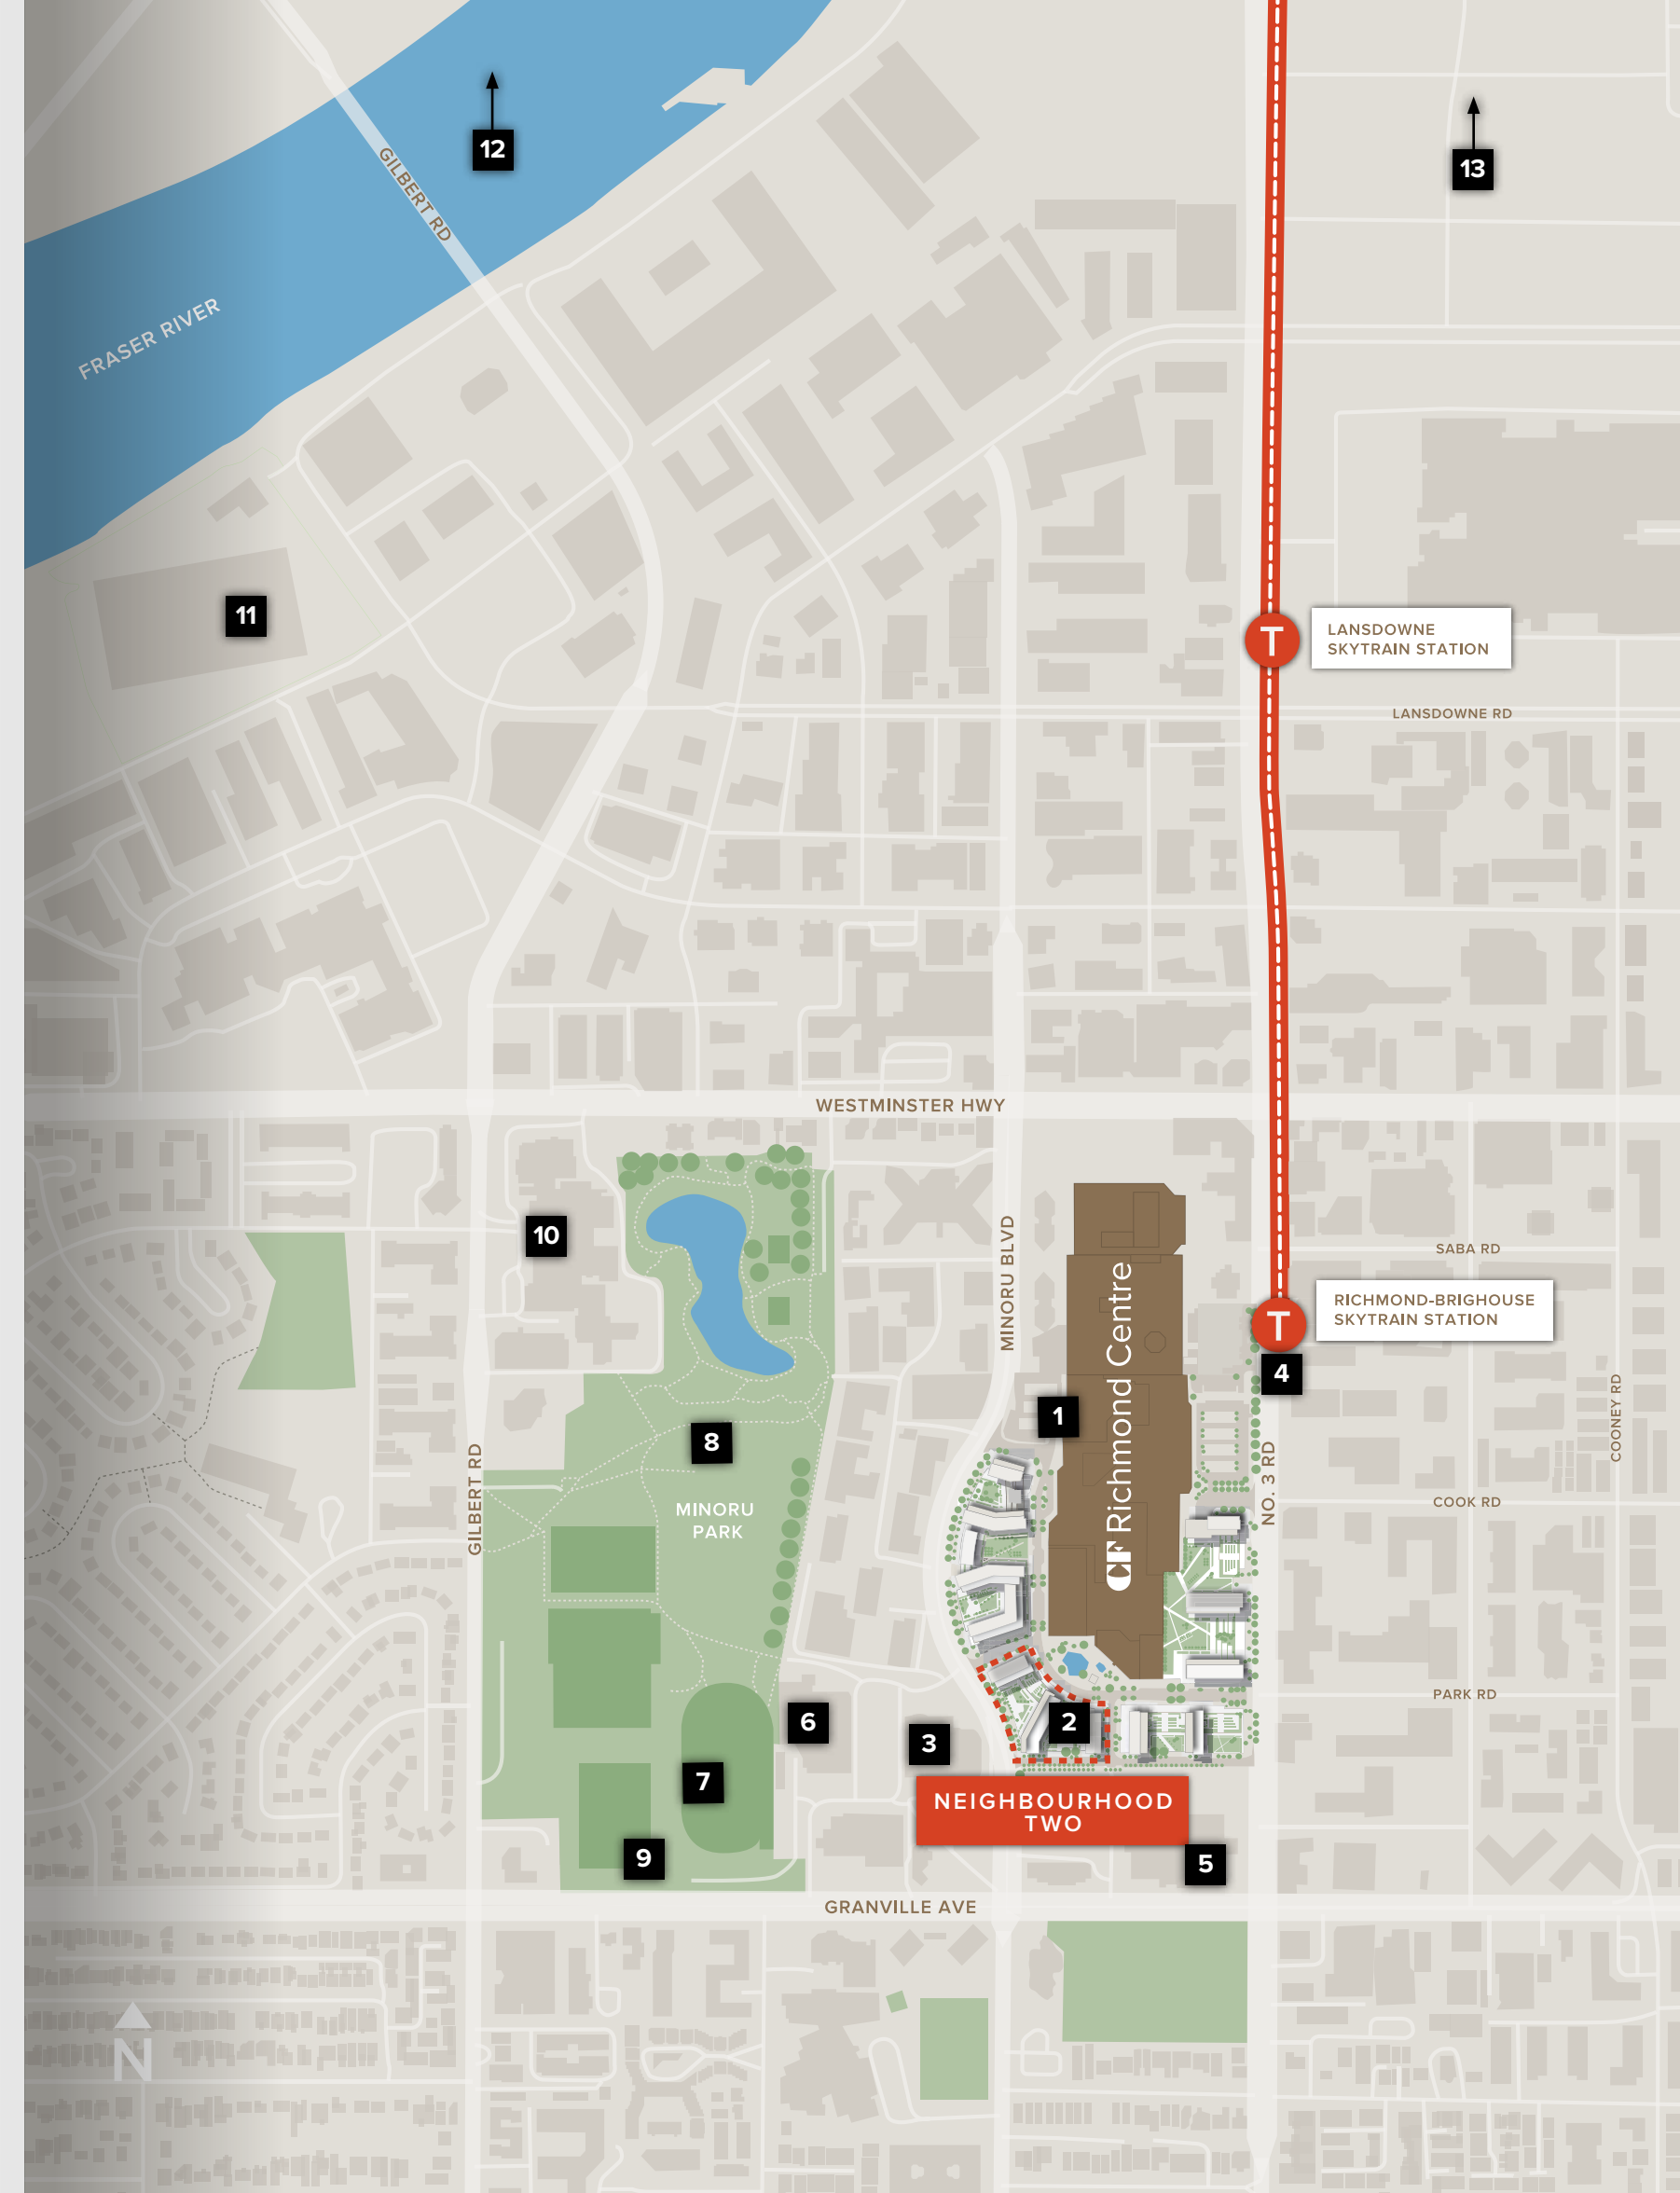 12
13
GILBERT RD
FRASER RIVER
11
T
LANSDOWNE
SKYTRAIN STATION
LANSDOWNE RD
WESTMINSTER HWY
10
MINORU BLVD
SABA RD
CF Richmond Centre
RICHMOND-BRIGHOUSE
SKYTRAIN STATION
T
4
1
8
COONEY RD
GILBERT RD
NO. 3 RD
COOK RD
MINORU
PARK
PARK RD
6
3
2
7
NEIGHBOURHOOD
TWO
9
5
GRANVILLE AVE
N